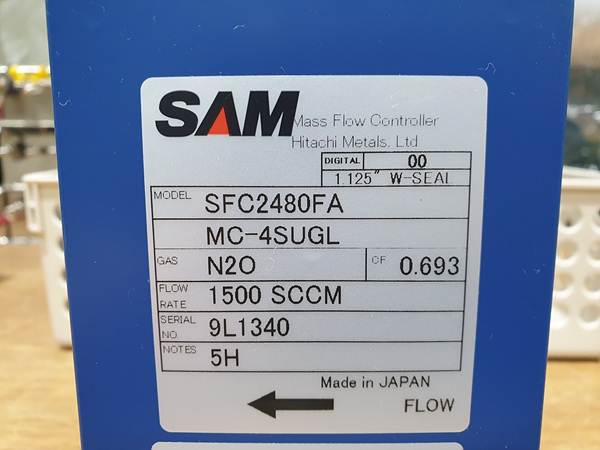 SAM Mass Flow Controller
Hitachi Metals. Ltd
DIGITAL 00
1.125" W-SEAL
MODEL SFC2480FA
MC-4SUGL
GAS N2O CF 0.693
FLOW RATE 1500 SCCM
SERIAL NO. 9L1340
NOTES 5H
Made in JAPAN
FLOW